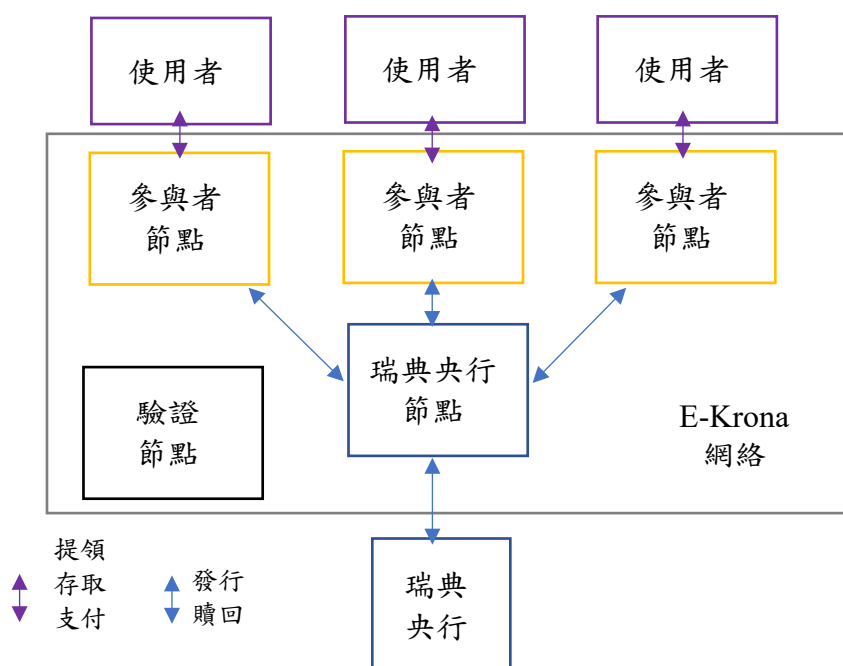 使用者
使用者
使用者
參與者
節點
參與者
節點
參與者
節點
瑞典央行
節點
驗證
節點
E-Krona
網絡
提領
存取
支付
發行
贖回
瑞典
央行